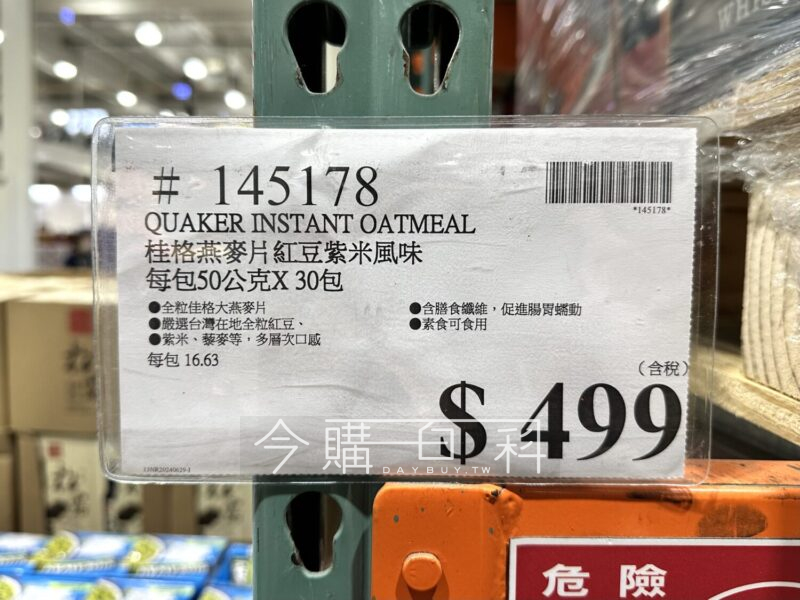 WHIS
# 145178
*145178*
QUAKER INSTANT OATMEAL
桂格燕麥片紅豆紫米風味
每包50公克X 30包
●全粒佳格大燕麥片
●嚴選台灣在地全粒紅豆、
●紫米、藜麥等，多層次口感
●含膳食纖維，促進腸胃蠕動
●素食可食用
每包 16.63
(含稅)
$ 499
今購百科
DAYBUY.TW
危險